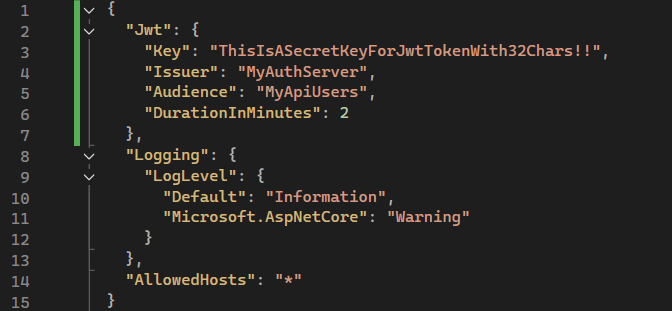 1 {
2 "Jwt": {
3 "Key": "ThisIsASecretKeyForJwtTokenWith32Chars!!",
4 "Issuer": "MyAuthServer",
5 "Audience": "MyApiUsers",
6 "DurationInMinutes": 2
7 },
8 "Logging": {
9 "LogLevel": {
10 "Default": "Information",
11 "Microsoft.AspNetCore": "Warning"
12 }
13 },
14 "AllowedHosts": "*"
15 }